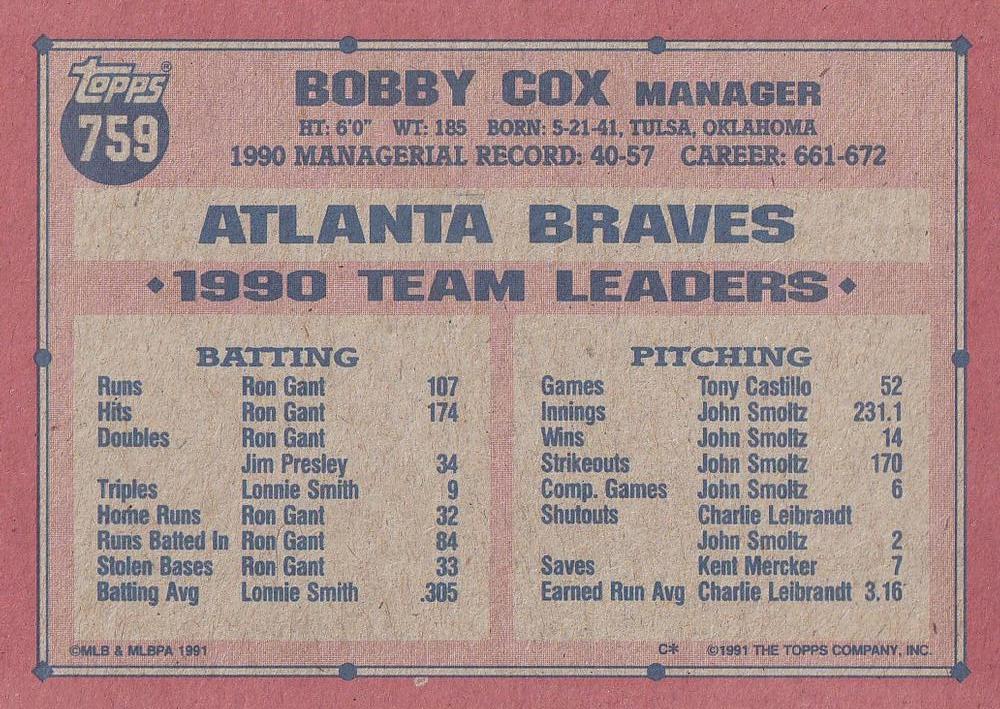 Topps®
759
BOBBY COX MANAGER
HT: 6'0" WT: 185 BORN: 5-21-41, TULSA, OKLAHOMA
1990 MANAGERIAL RECORD: 40-57 CAREER: 661-672
ATLANTA BRAVES
1990 TEAM LEADERS
BATTING
Runs Ron Gant 107
Hits Ron Gant 174
Doubles Ron Gant
Jim Presley 34
Triples Lonnie Smith 9
Home Runs Ron Gant 32
Runs Batted In Ron Gant 84
Stolen Bases Ron Gant 33
Batting Avg Lonnie Smith .305
PITCHING
Games Tony Castillo 52
Innings John Smoltz 231.1
Wins John Smoltz 14
Strikeouts John Smoltz 170
Comp. Games John Smoltz 6
Shutouts Charlie Leibrandt
John Smoltz 2
Saves Kent Mercker 7
Earned Run Avg Charlie Leibrandt 3.16
©MLB & MLBPA 1991
C* ©1991 THE TOPPS COMPANY, INC.